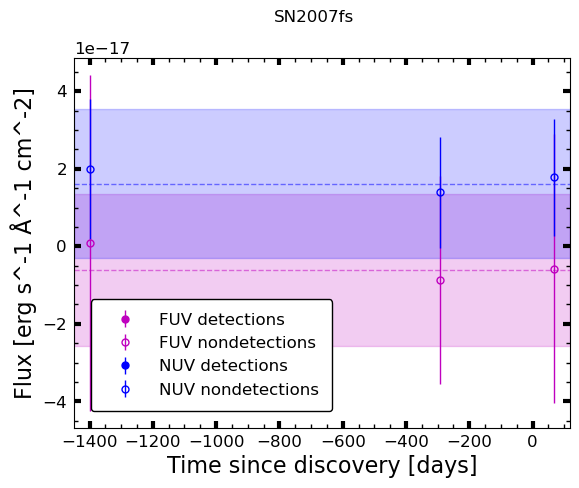 SN2007fs
1e−17
Flux [erg s^-1 Å^-1 cm^-2]
4
2
0
−2
−4
FUV detections
FUV nondetections
NUV detections
NUV nondetections
−1400 −1200 −1000 −800 −600 −400 −200 0
Time since discovery [days]